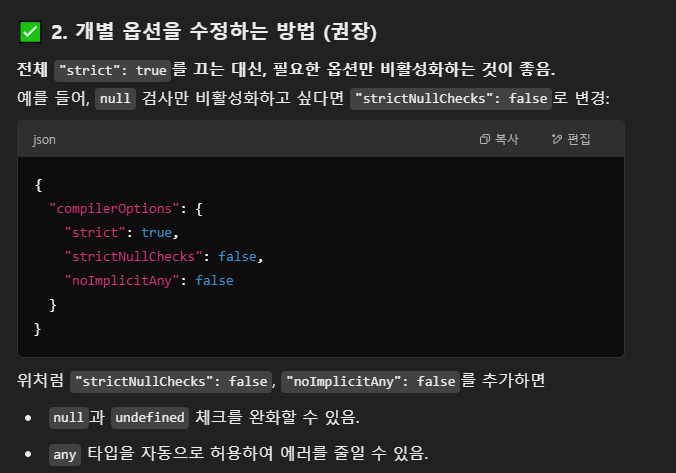 ✅ 2. 개별 옵션을 수정하는 방법 (권장)
전체 "strict": true를 끄는 대신, 필요한 옵션만 비활성화하는 것이 좋음.
예를 들어, null 검사만 비활성화하고 싶다면 "strictNullChecks": false로 변경:
json 복사 편집
{
  "compilerOptions": {
    "strict": true,
    "strictNullChecks": false,
    "noImplicitAny": false
  }
}
위처럼 "strictNullChecks": false, "noImplicitAny": false를 추가하면
• null과 undefined 체크를 완화할 수 있음.
• any 타입을 자동으로 허용하여 에러를 줄일 수 있음.